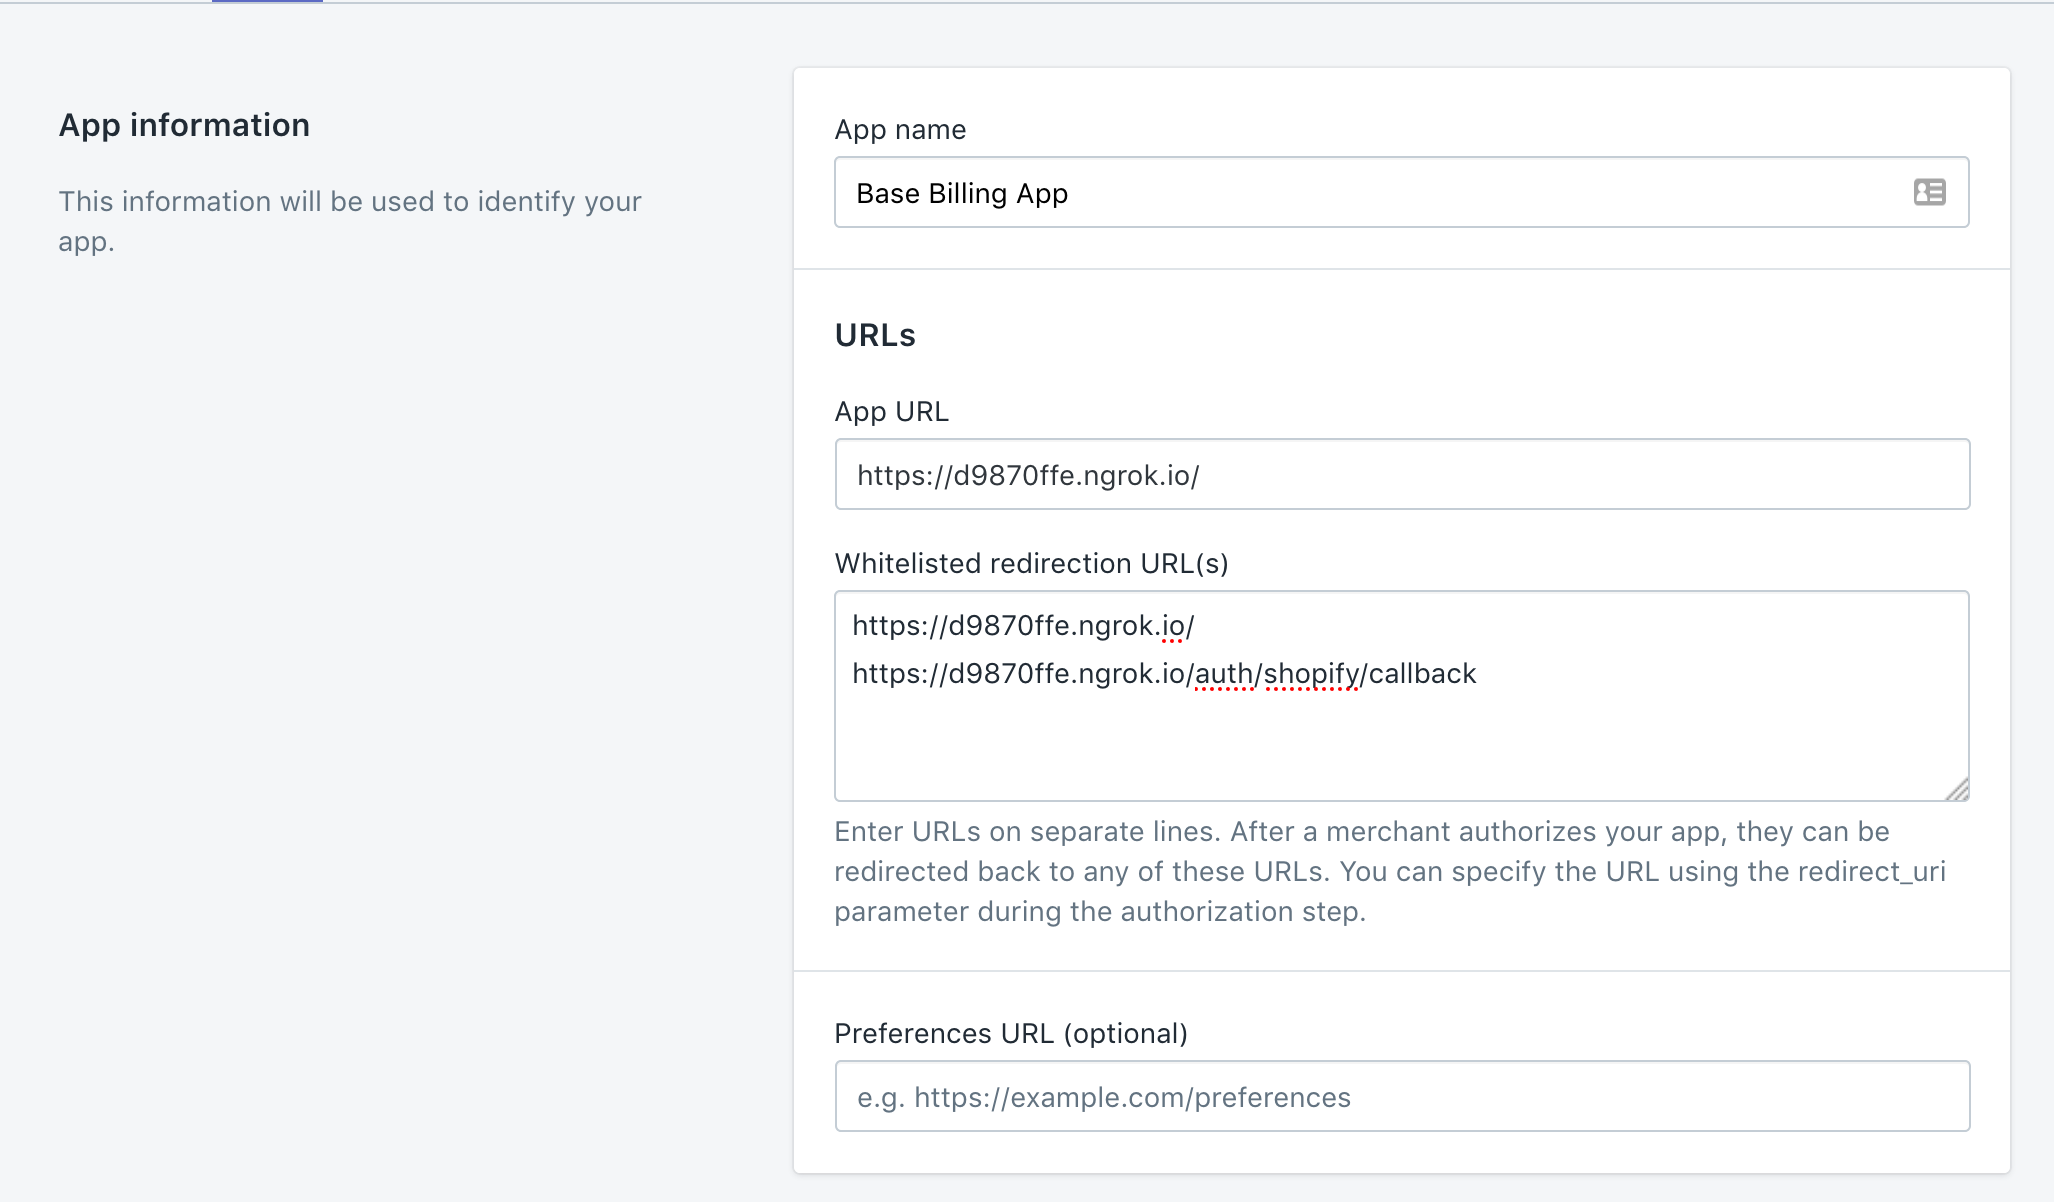 App information
This information will be used to identify your
app.
App name
Base Billing App
URLs
App URL
https://d9870ffe.ngrok.io/
Whitelisted redirection URL(s)
https://d9870ffe.ngrok.io/
https://d9870ffe.ngrok.io/auth/shopify/callback
Enter URLs on separate lines. After a merchant authorizes your app, they can be
redirected back to any of these URLs. You can specify the URL using the redirect_uri
parameter during the authorization step.
Preferences URL (optional)
e.g. https://example.com/preferences